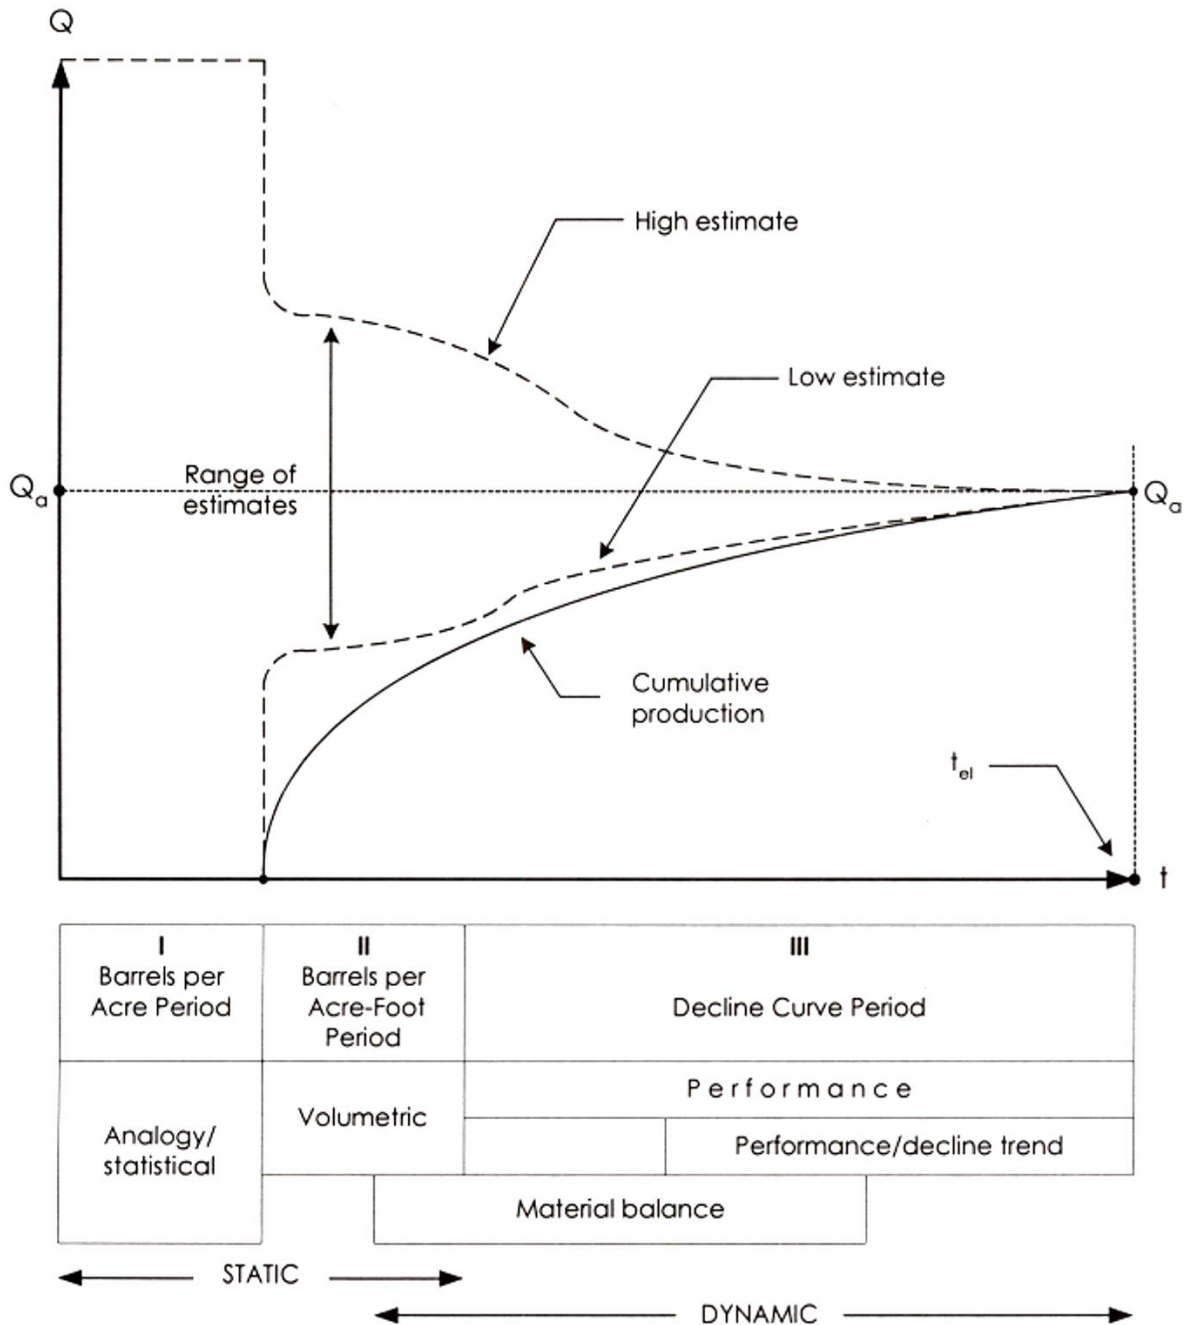 Q
High estimate
Low estimate
Range of
estimates
Qa
Qa
Cumulative
production
tel
t
I
Barrels per
Acre Period
II
Barrels per
Acre-Foot
Period
III
Decline Curve Period
Analogy/
statistical
Volumetric
Performance
Performance/decline trend
Material balance
STATIC
DYNAMIC